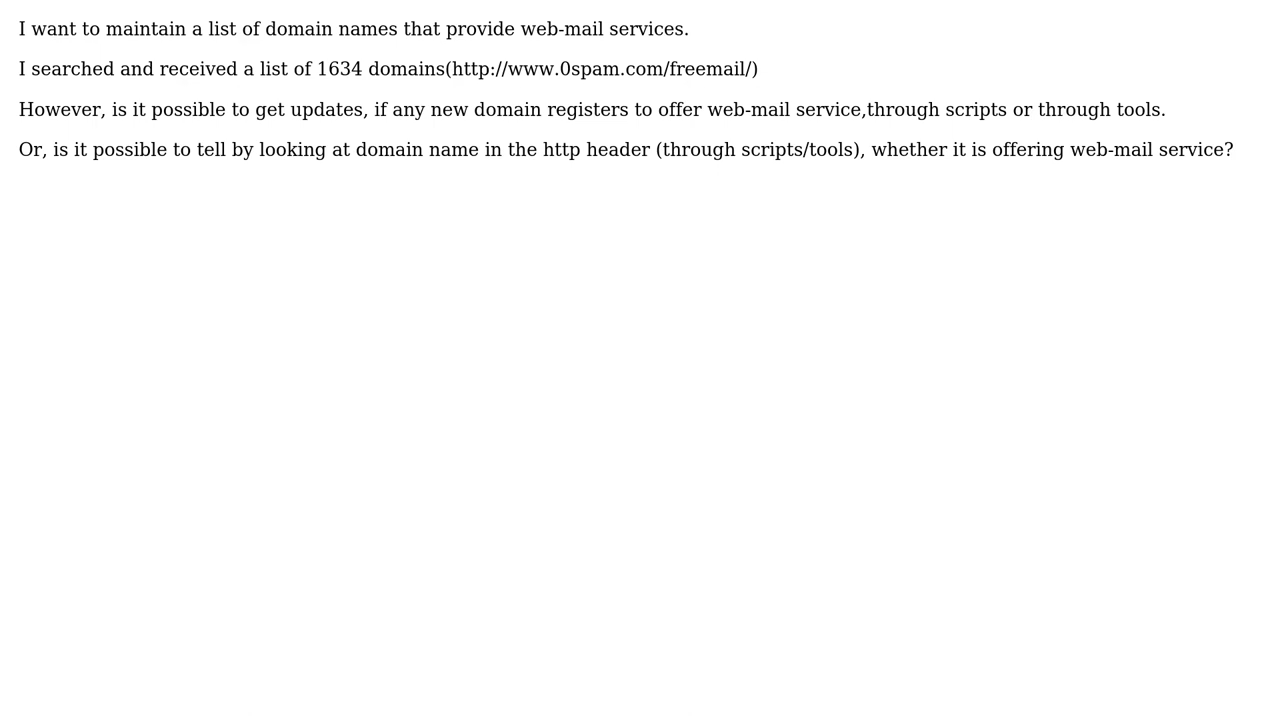 I want to maintain a list of domain names that provide web-mail services.
I searched and received a list of 1634 domains(http://www.0spam.com/freemail/)
However, is it possible to get updates, if any new domain registers to offer web-mail service,through scripts or through tools.
Or, is it possible to tell by looking at domain name in the http header (through scripts/tools), whether it is offering web-mail service?